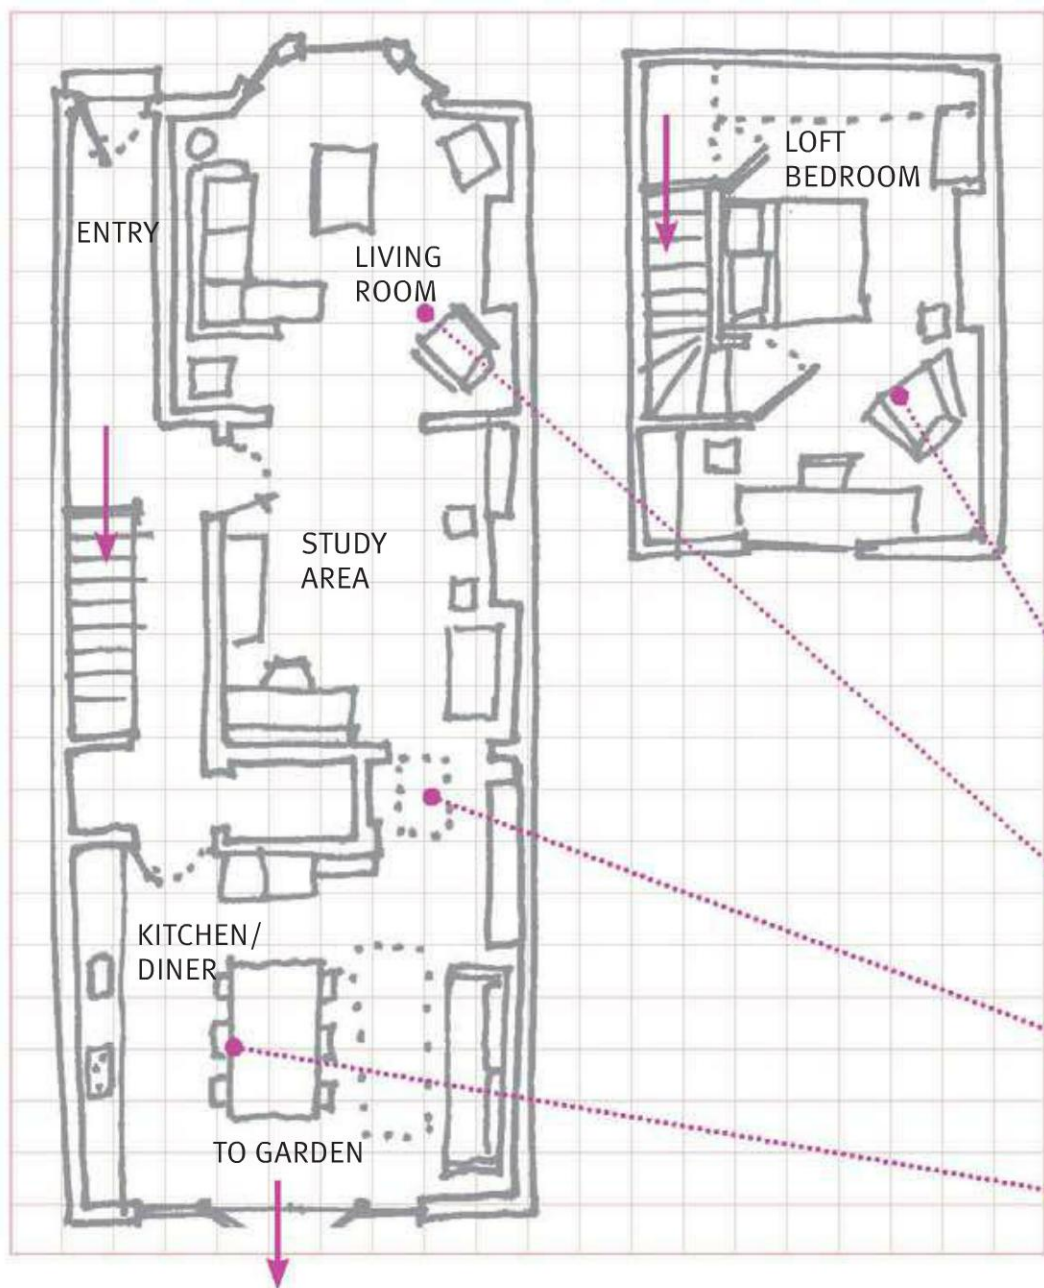 ENTRY
LIVING
ROOM
STUDY
AREA
KITCHEN/
DINER
TO GARDEN
LOFT
BEDROOM